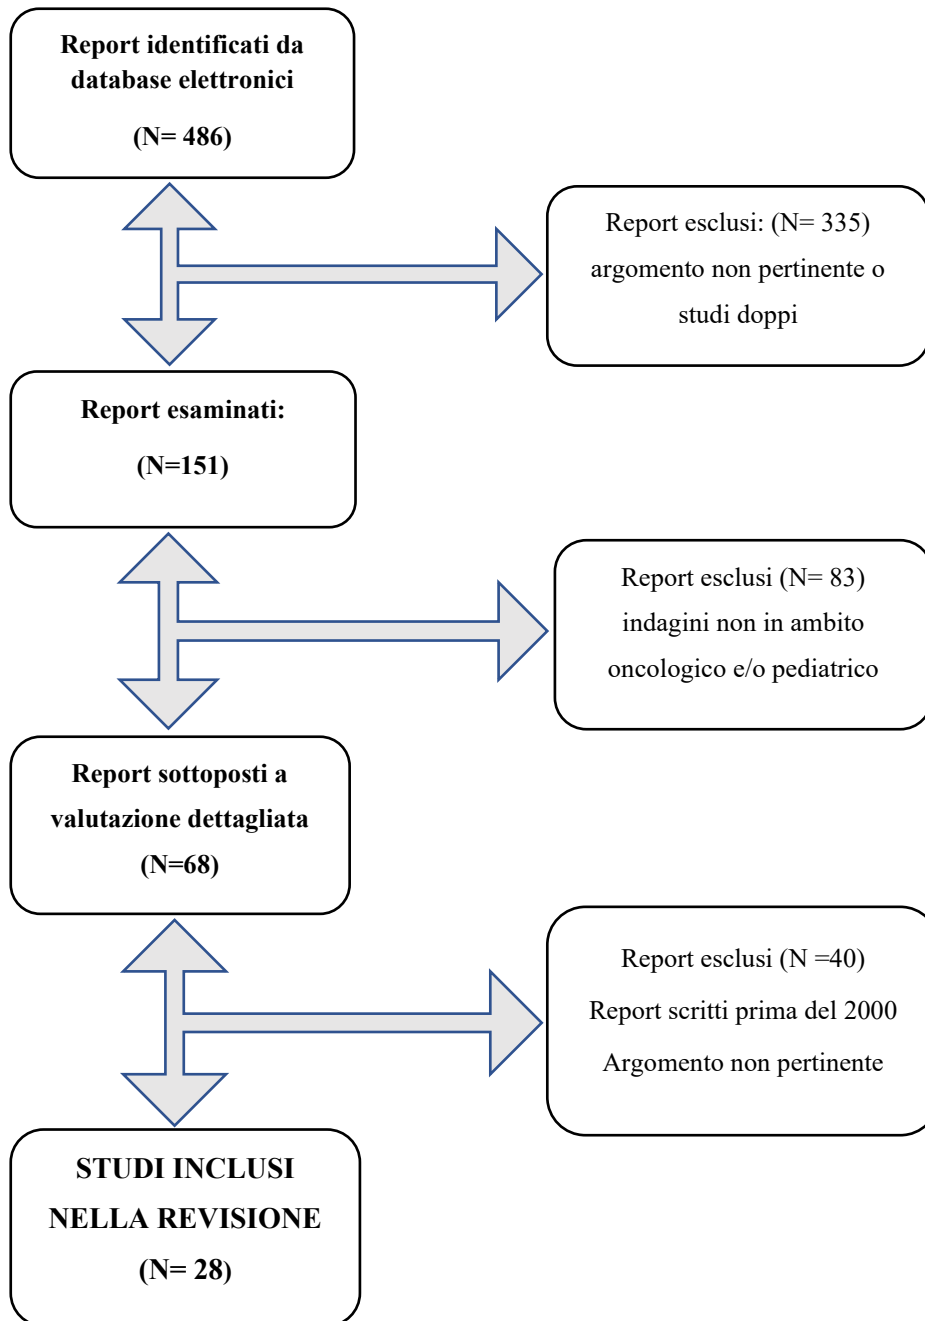 Report identificati da
database elettronici
(N= 486)
Report esclusi: (N= 335)
argomento non pertinente o
studi doppi
Report esaminati:
(N=151)
Report esclusi (N= 83)
indagini non in ambito
oncologico e/o pediatrico
Report sottoposti a
valutazione dettagliata
(N=68)
Report esclusi (N =40)
Report scritti prima del 2000
Argomento non pertinente
STUDI INCLUSI
NELLA REVISIONE
(N= 28)